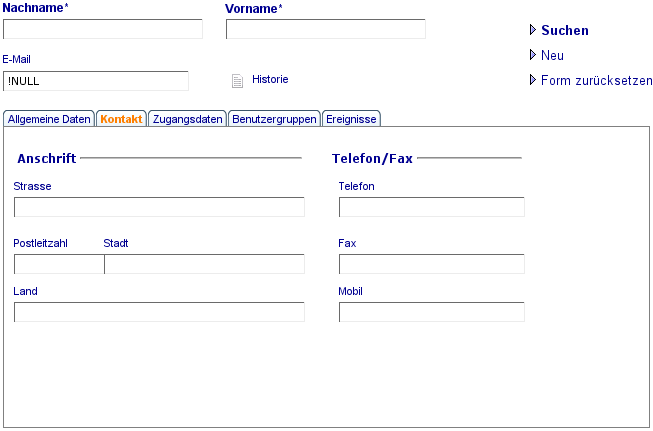 Nachname*
Vorname*
Suchen
Neu
E-Mail
!NULL
Historie
Form zurücksetzen
Allgemeine Daten Kontakt Zugangsdaten Benutzergruppen Ereignisse
Anschrift
Telefon/Fax
Strasse
Telefon
Postleitzahl Stadt
Fax
Land
Mobil